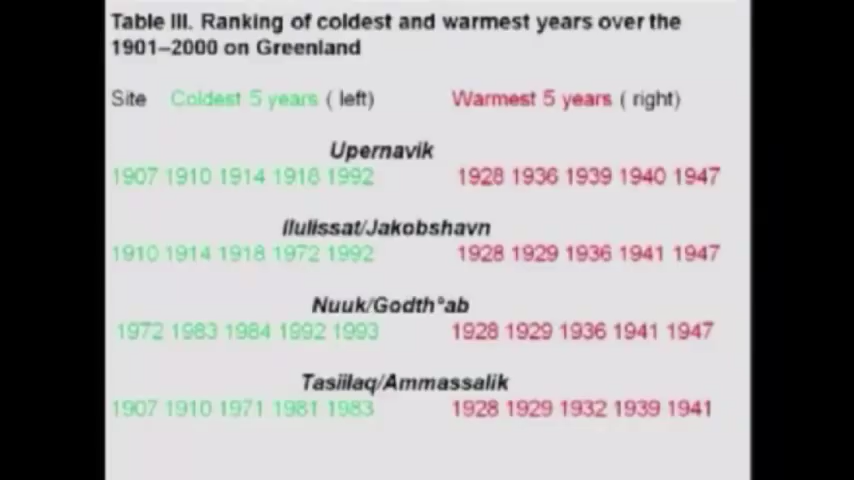 Table III. Ranking of coldest and warmest years over the
1901–2000 on Greenland
Site Coldest 5 years ( left) Warmest 5 years ( right)
Upernavik
1907 1910 1914 1918 1992 1928 1936 1939 1940 1947
Ilulissat/Jakobshavn
1910 1914 1918 1972 1992 1928 1929 1936 1941 1947
Nuuk/Godth°ab
1972 1983 1984 1992 1993 1928 1929 1936 1941 1947
Tasiilaq/Ammassalik
1907 1910 1971 1981 1983 1928 1929 1932 1939 1941